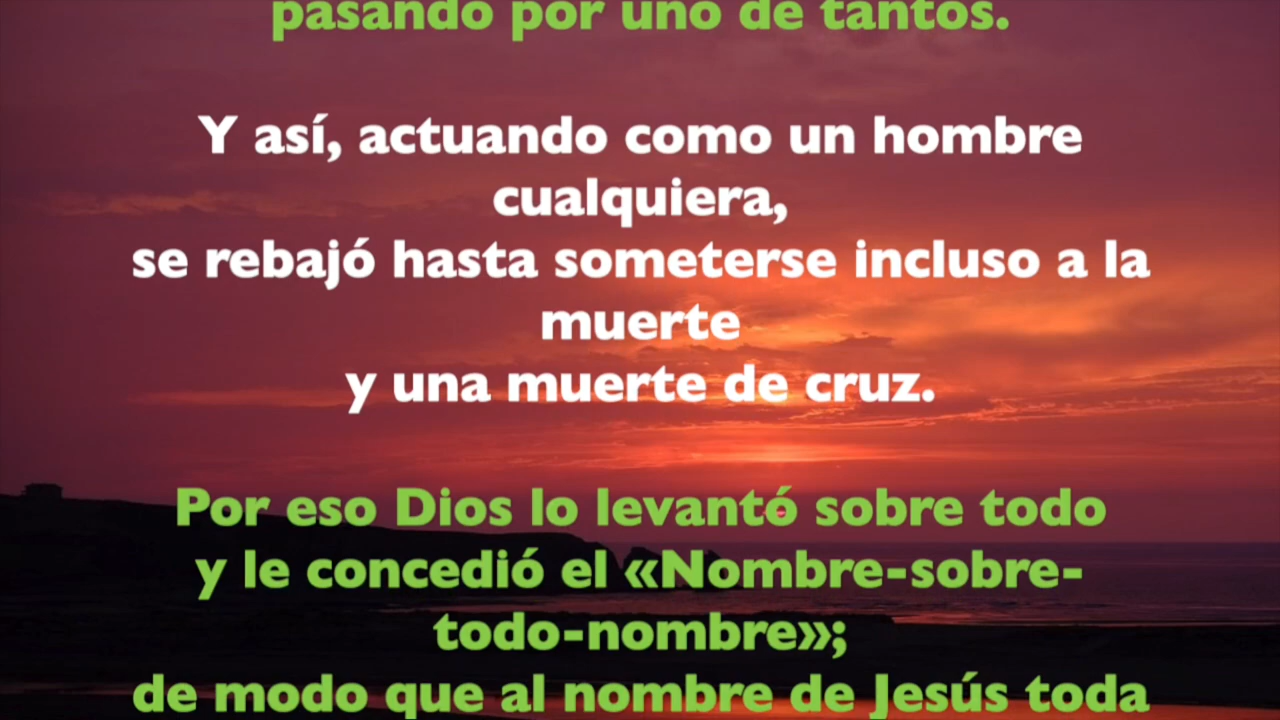 pasando por uno de tantos.
Y así, actuando como un hombre
cualquiera,
se rebajó hasta someterse incluso a la
muerte
y una muerte de cruz.
Por eso Dios lo levantó sobre todo
y le concedió el «Nombre-sobre-
todo-nombre»;
de modo que al nombre de Jesús toda